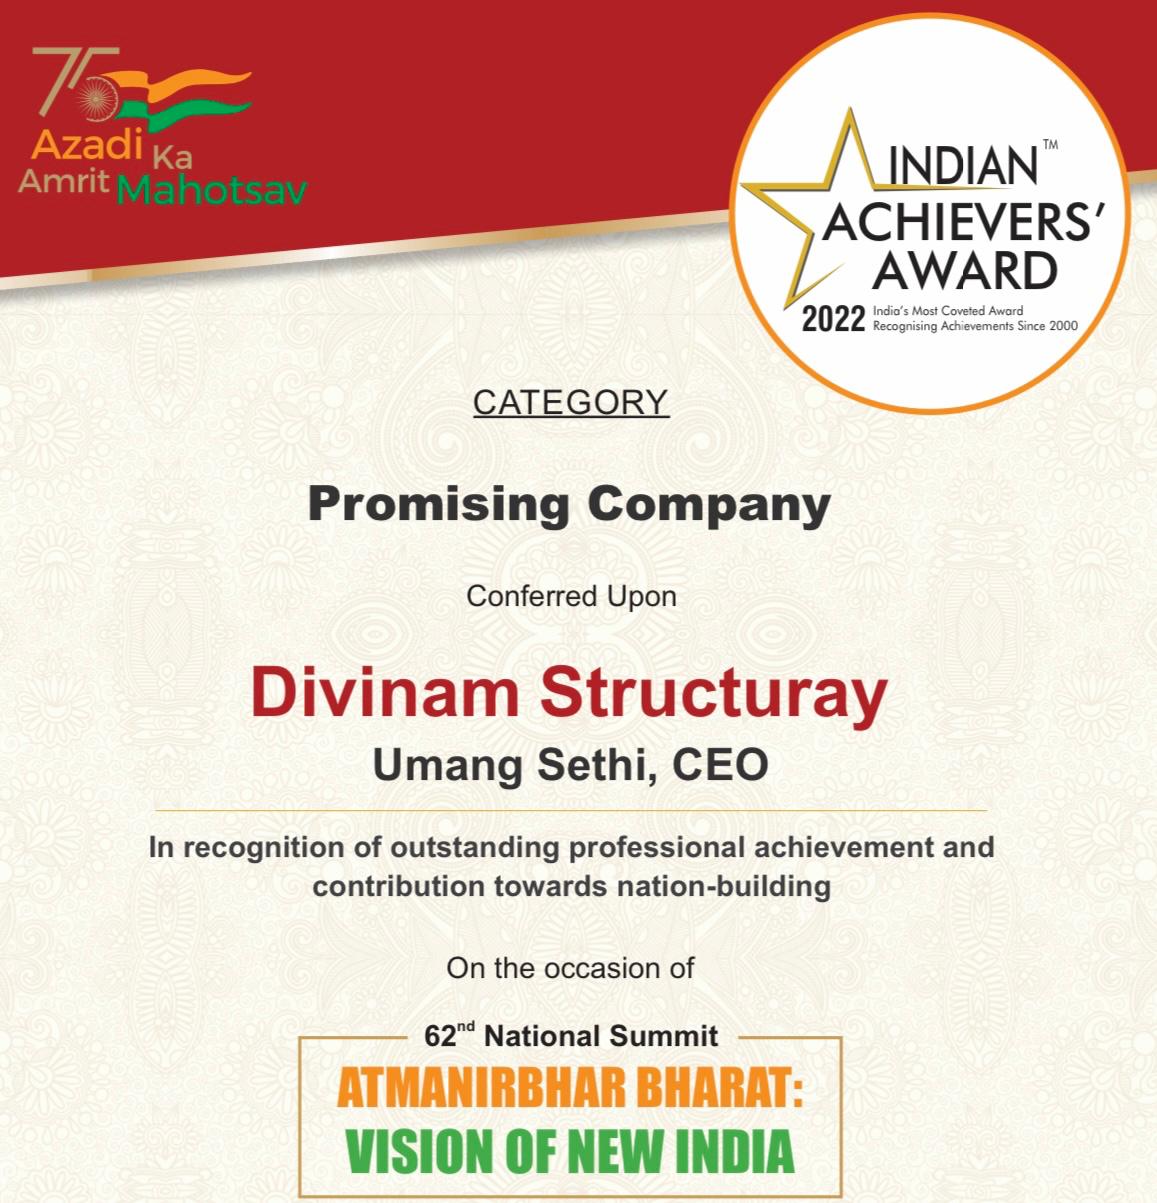 75
Azadi Ka
Amrit Mahotsav
INDIAN™
ACHIEVERS’
AWARD
2022 India’s Most Coveted Award
Recognising Achievements Since 2000
CATEGORY
Promising Company
Conferred Upon
Divinam Structuray
Umang Sethi, CEO
In recognition of outstanding professional achievement and
contribution towards nation-building
On the occasion of
62nd National Summit
ATMANIRBHAR BHARAT:
VISION OF NEW INDIA